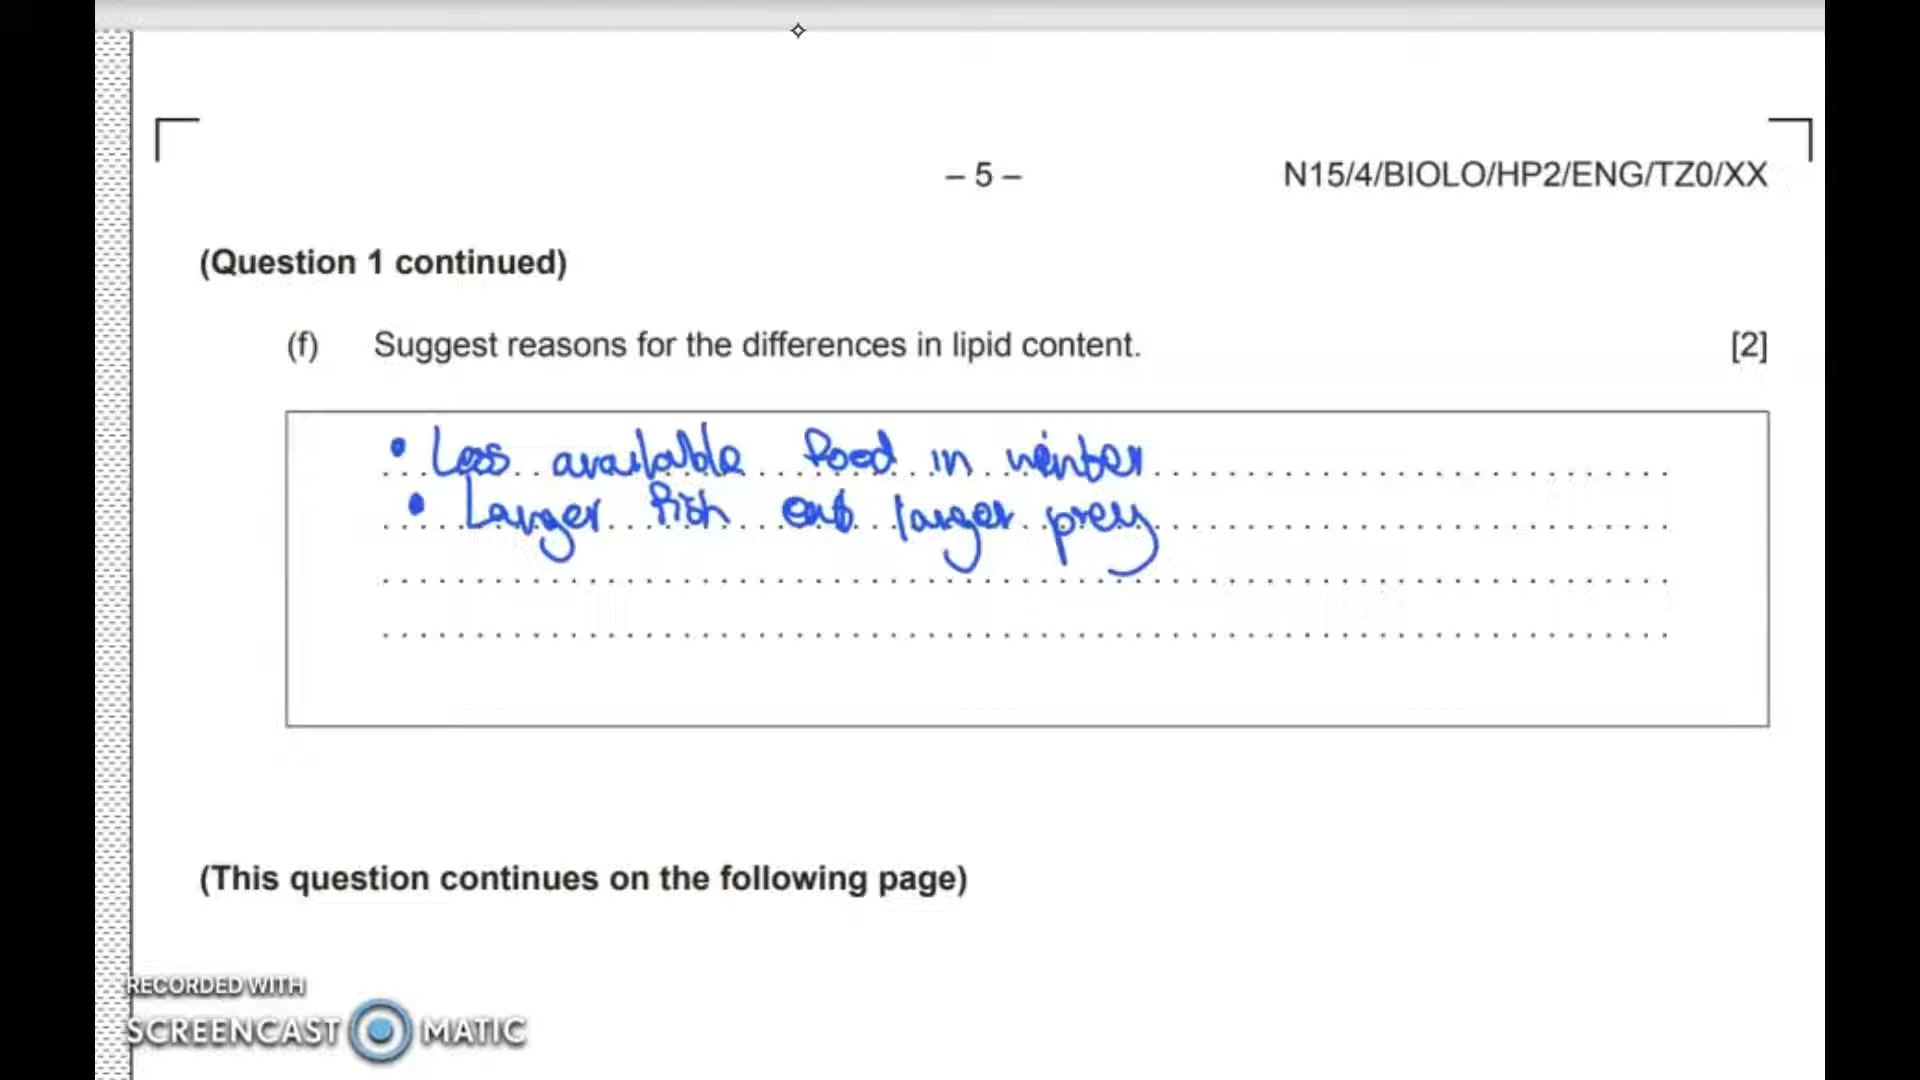 – 5 –
N15/4/BIOLO/HP2/ENG/TZ0/XX
(Question 1 continued)
(f) Suggest reasons for the differences in lipid content. [2]
• Less available food in winter
• Larger fish eat larger prey
(This question continues on the following page)
RECORDED WITH
SCREENCAST MATIC